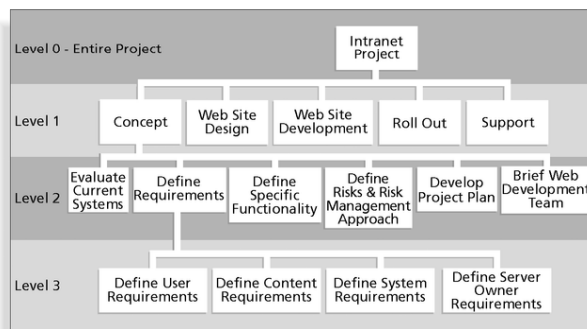 Level 0 - Entire Project
Intranet
Project
Level 1
Concept
Web Site
Design
Web Site
Development
Roll Out
Support
Level 2
Evaluate
Current
Systems
Define
Requirements
Define
Specific
Functionality
Define
Risks & Risk
Management
Approach
Develop
Project Plan
Brief Web
Development
Team
Level 3
Define User
Requirements
Define Content
Requirements
Define System
Requirements
Define Server
Owner
Requirements